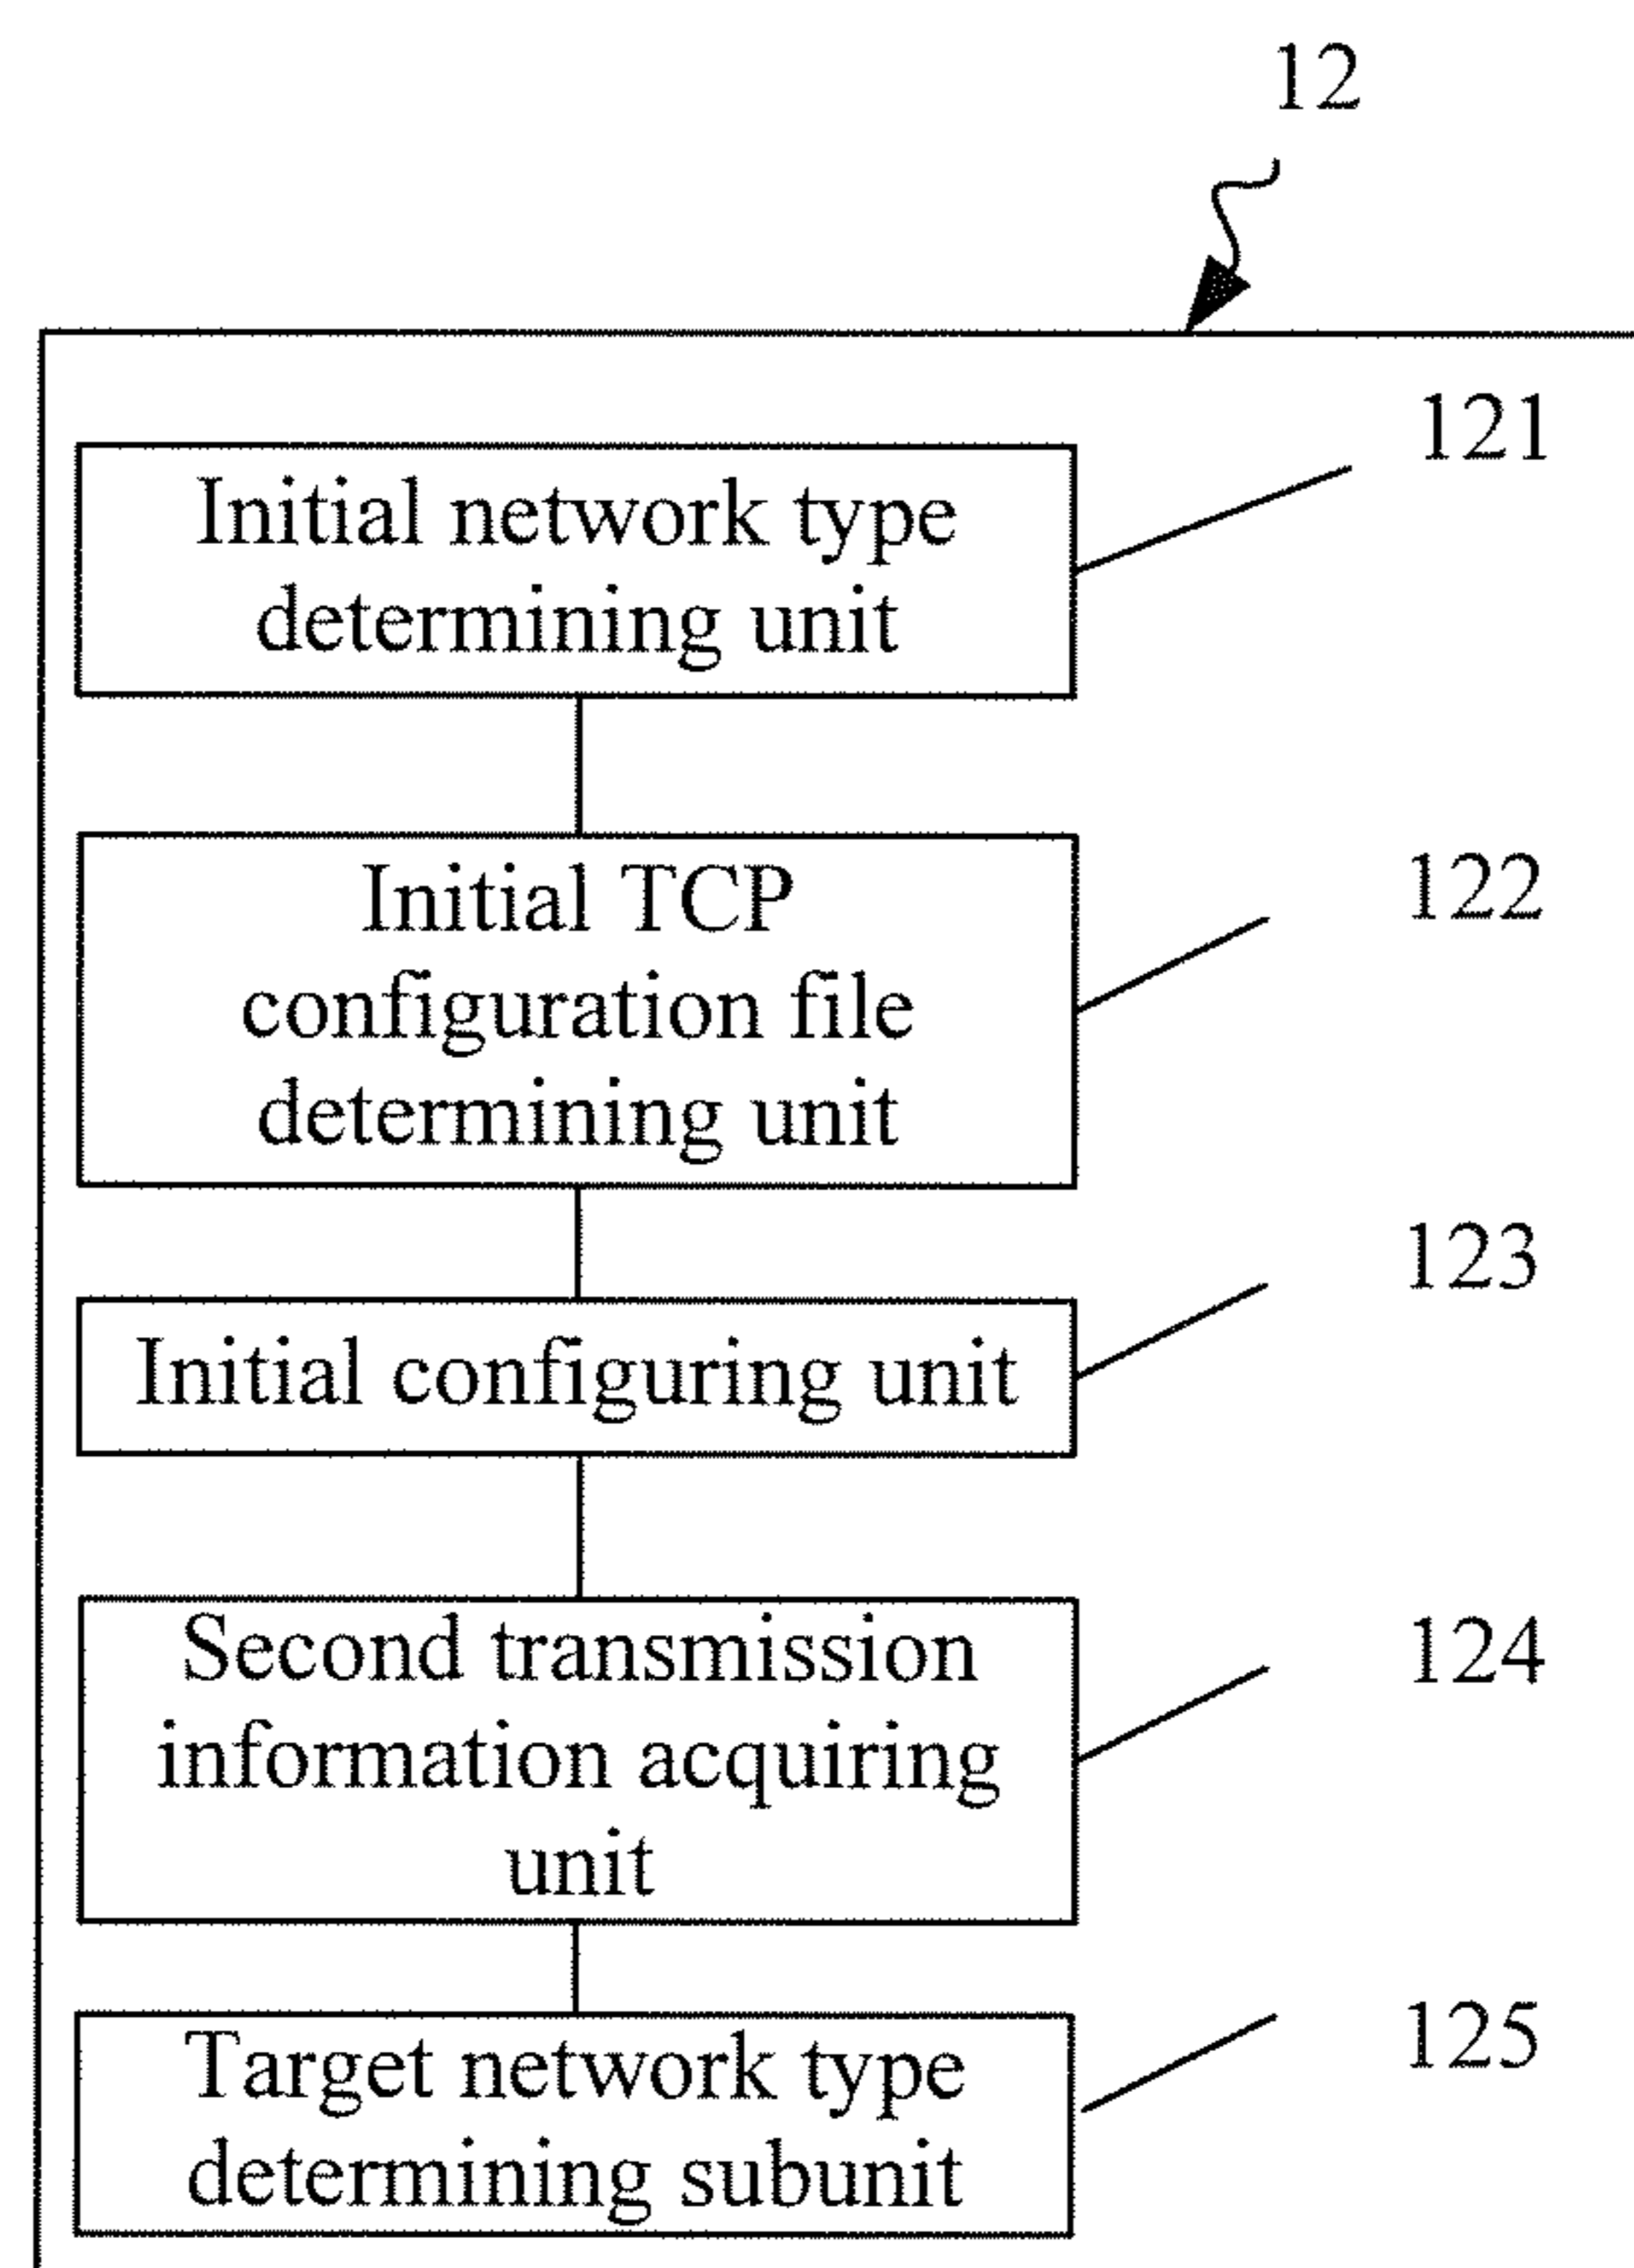 12
121
Initial network type
determining unit
122
Initial TCP
configuration file
determining unit
123
Initial configuring unit
124
Second transmission
information acquiring
unit
125
Target network type
determining subunit